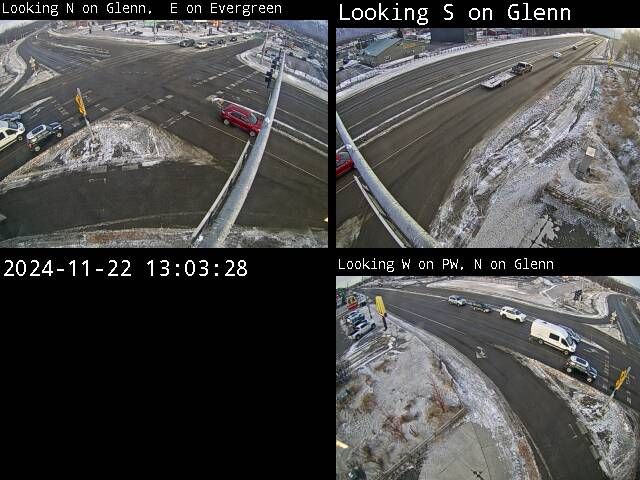 Looking N on Glenn,  E on Evergreen
Looking S on Glenn
2024-11-22 13:03:28
Looking W on PW, N on Glenn